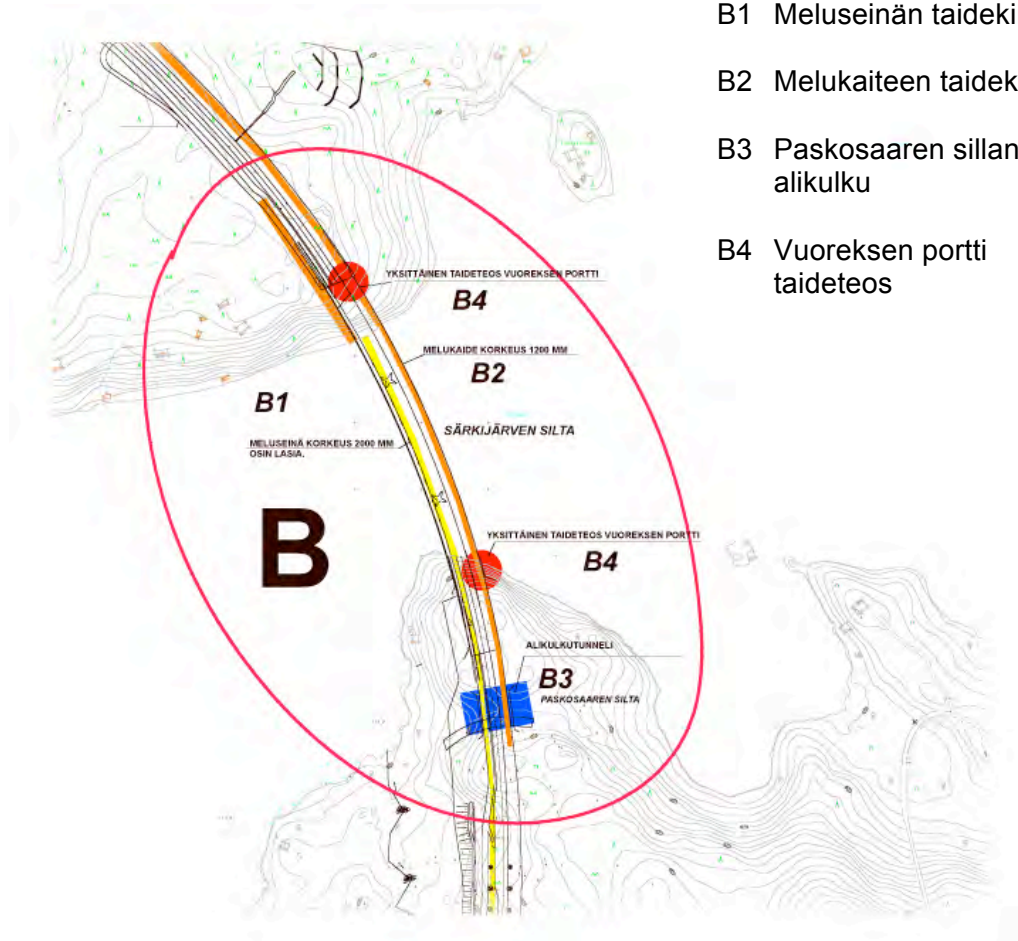 B1 Meluseinän taideki
B2 Melukaiteen taidek
B3 Paskosaaren sillan
alikulku
B4 Vuoreksen portti
taideteos
YKSITTÄINEN TAIDETEOS VUOREKSEN PORTTI
B4
MELUKAIDE KORKEUS 1200 MM
B2
B1
SÄRKIJÄRVEN SILTA
MELUSEINÄ KORKEUS 2000 MM
OSIN LASIA.
B
YKSITTÄINEN TAIDETEOS VUOREKSEN PORTTI
B4
ALIKULKUTUNNELI
B3
PASKOSAAREN SILTA